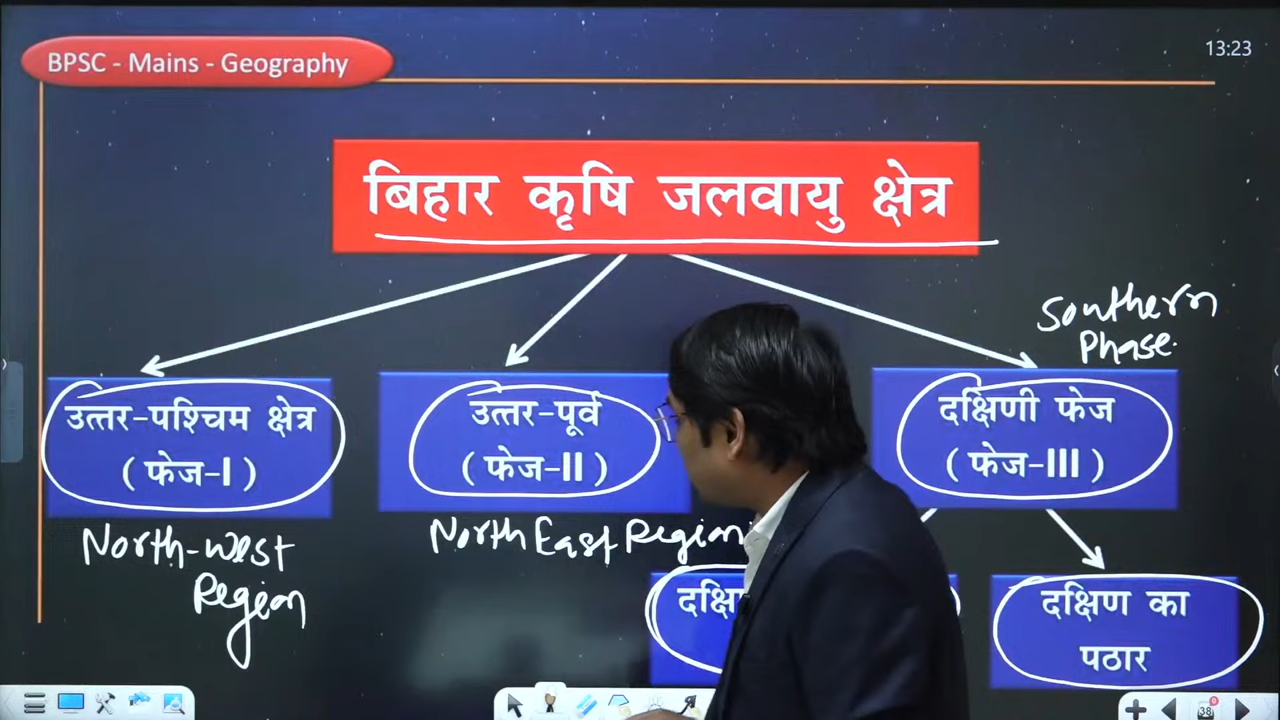 BPSC - Mains - Geography
13:23
बिहार कृषि जलवायु क्षेत्र
Southern
Phase
उत्तर-पश्चिम क्षेत्र
(फेज-I)
उत्तर-पूर्व
(फेज-II)
दक्षिणी फेज
(फेज-III)
North-west
Region
North East Region
दक्षिण का
पठार
38